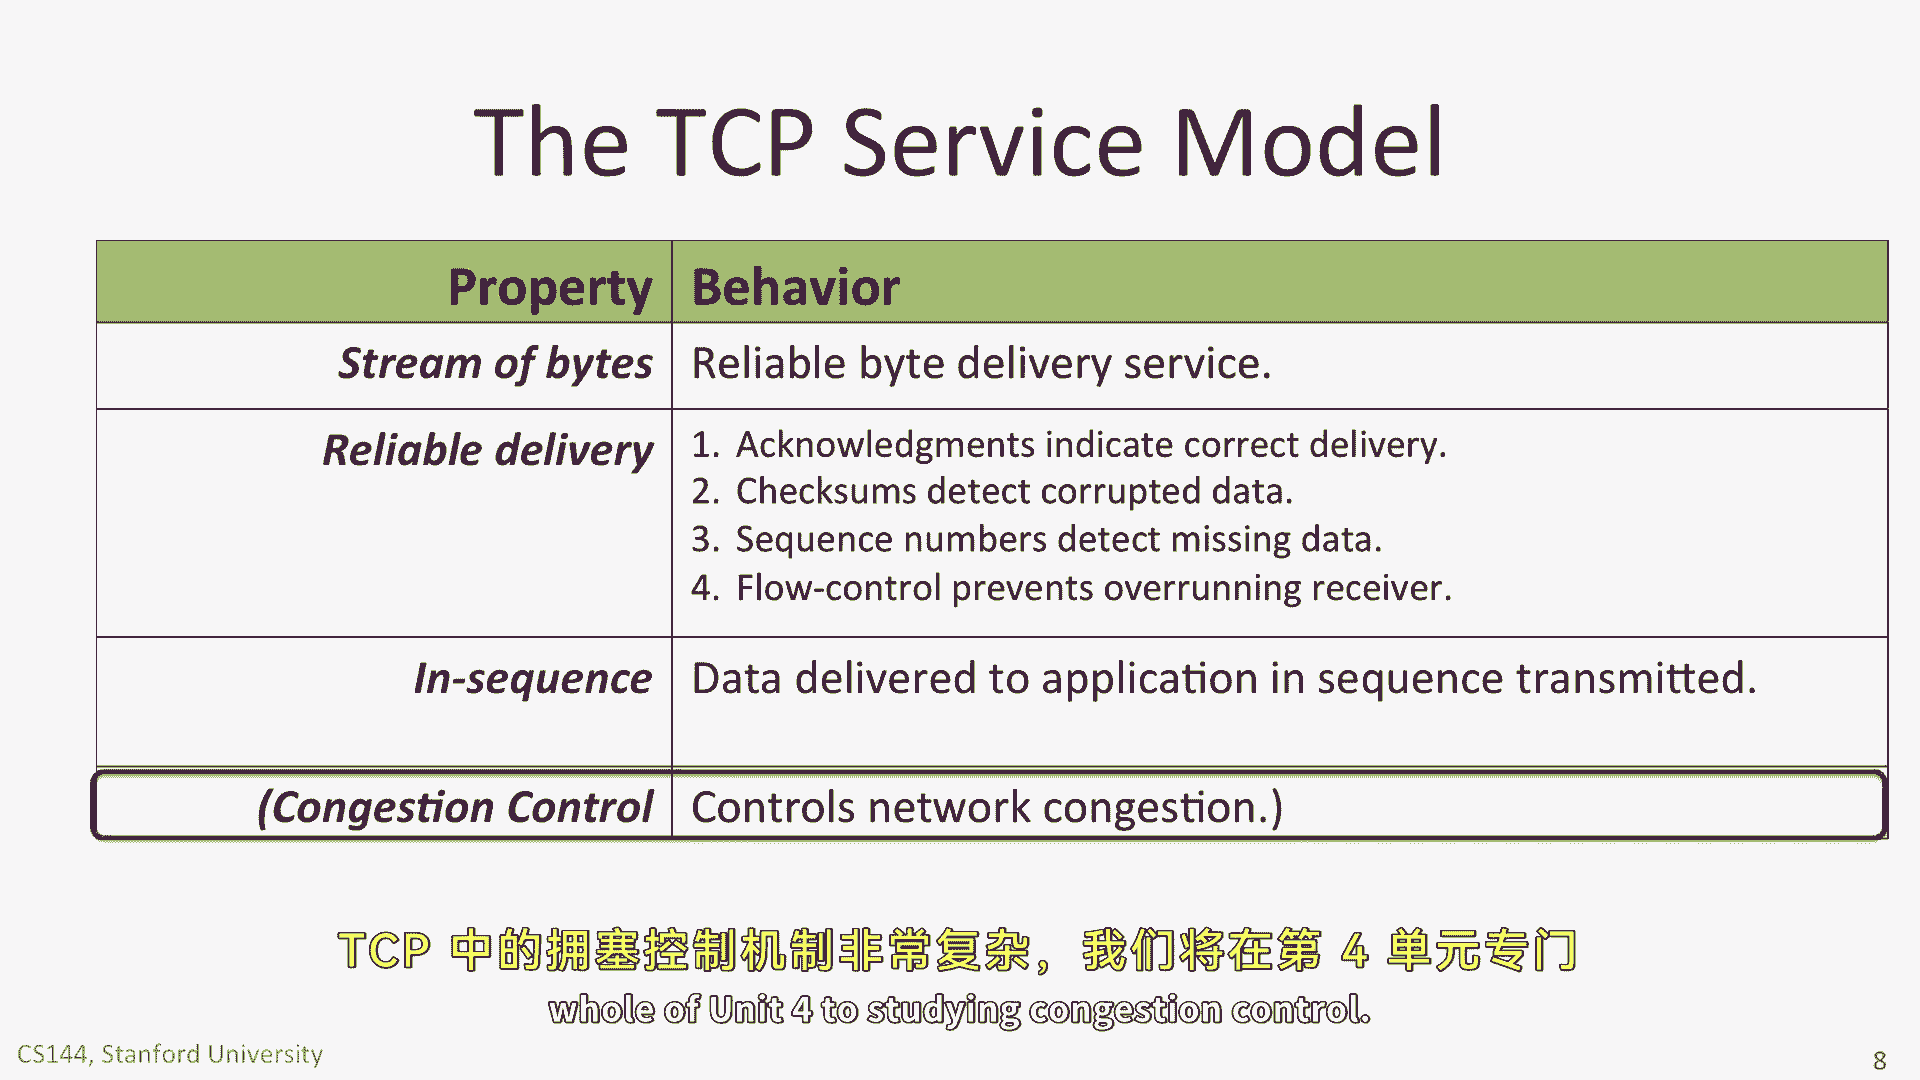 The TCP Service Model
Property
Behavior
Stream of bytes
Reliable byte delivery service.
Reliable delivery
1. Acknowledgments indicate correct delivery.
2. Checksums detect corrupted data.
3. Sequence numbers detect missing data.
4. Flow-control prevents overrunning receiver.
In-sequence
Data delivered to application in sequence transmitted.
(Congestion Control
Controls network congestion.)
TCP 中的拥塞控制机制非常复杂，我们将在第 4 单元专门
whole of Unit 4 to studying congestion control.
CS144, Stanford University
8